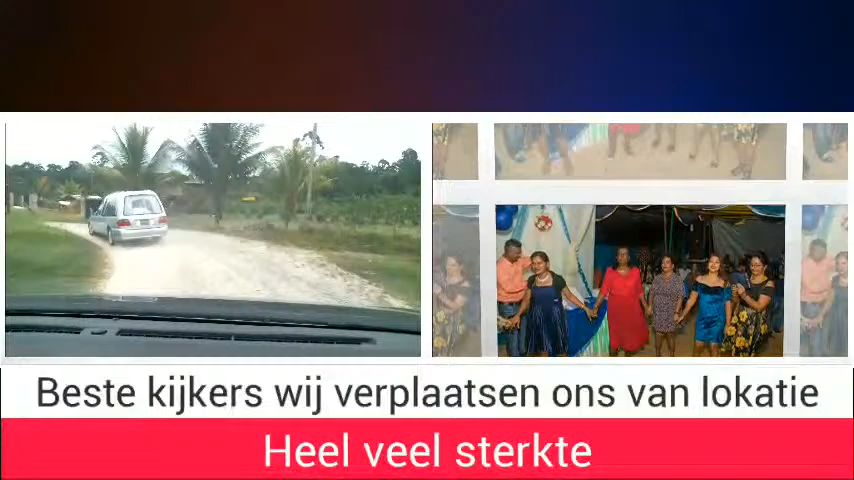 Beste kijkers wij verplaatsen ons van lokatie
Heel veel sterkte